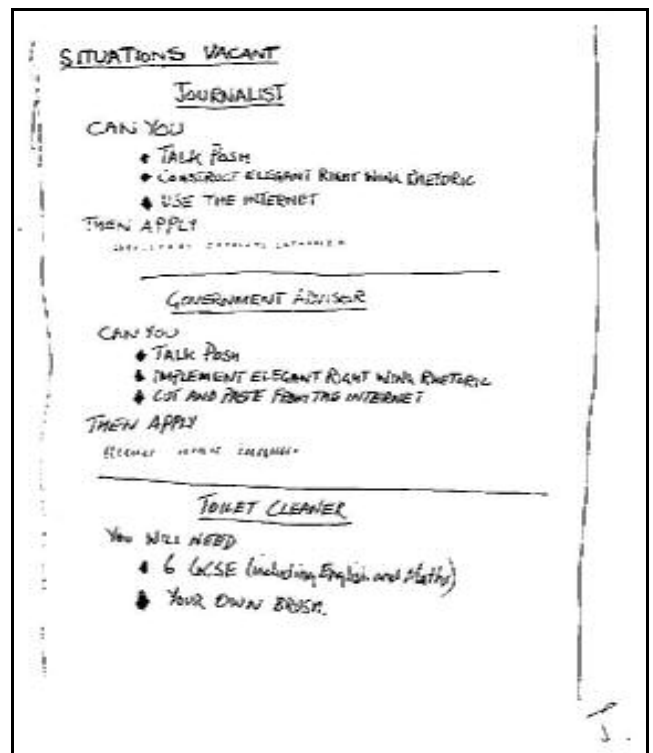 SITUATIONS VACANT
JOURNALIST
CAN YOU
TALK POSH
CONSTRUCT ELEGANT RIGHT WING RHETORIC
USE THE INTERNET
THEN APPLY
GOVERNMENT ADVISOR
CAN YOU
TALK POSH
IMPLEMENT ELEGANT RIGHT WING RHETORIC
CUT AND PASTE FROM THE INTERNET
THEN APPLY
TOILET CLEANER
YOU WILL NEED
6 GCSE (including English and Maths)
YOUR OWN BRUSH.